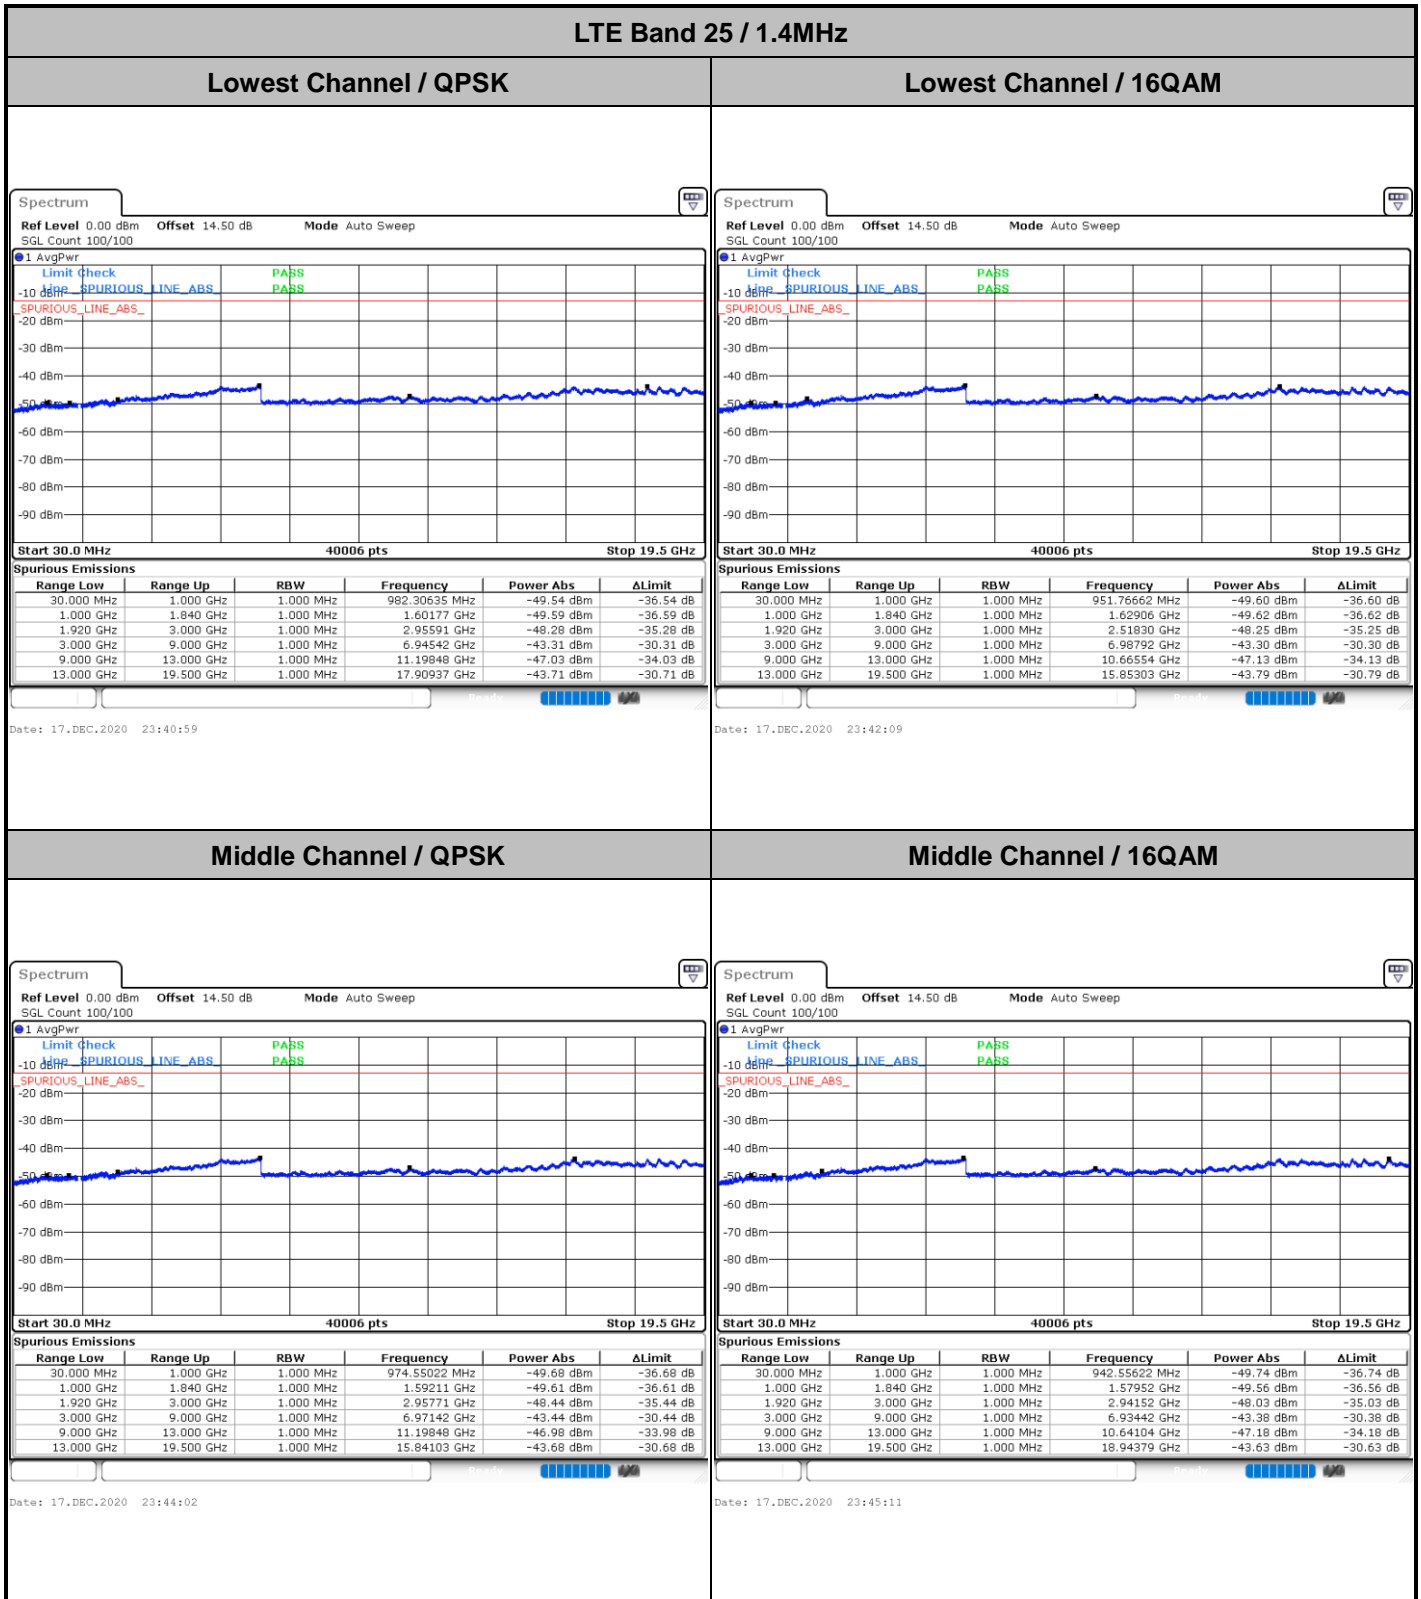 LTE Band 25 / 1.4MHz
Lowest Channel / QPSK
Lowest Channel / 16QAM
Spectrum
Ref Level 0.00 dBm Offset 14.50 dB Mode Auto Sweep
SGL Count 100/100
1 AvgPwr
Limit Check PASS
Line _SPURIOUS_LINE_ABS_ PASS
-10 dBm
_SPURIOUS_LINE_ABS_
-20 dBm
-30 dBm
-40 dBm
-50 dBm
-60 dBm
-70 dBm
-80 dBm
-90 dBm
Start 30.0 MHz 40006 pts Stop 19.5 GHz
Spurious Emissions
Range Low Range Up RBW Frequency Power Abs ΔLimit
30.000 MHz 1.000 GHz 1.000 MHz 982.30635 MHz -49.54 dBm -36.54 dB
1.000 GHz 1.840 GHz 1.000 MHz 1.60177 GHz -49.59 dBm -36.59 dB
1.920 GHz 3.000 GHz 1.000 MHz 2.95591 GHz -48.28 dBm -35.28 dB
3.000 GHz 9.000 GHz 1.000 MHz 6.94542 GHz -43.31 dBm -30.31 dB
9.000 GHz 13.000 GHz 1.000 MHz 11.19848 GHz -47.03 dBm -34.03 dB
13.000 GHz 19.500 GHz 1.000 MHz 17.90937 GHz -43.71 dBm -30.71 dB
Ready
Date: 17.DEC.2020 23:40:59
Spectrum
Ref Level 0.00 dBm Offset 14.50 dB Mode Auto Sweep
SGL Count 100/100
1 AvgPwr
Limit Check PASS
Line _SPURIOUS_LINE_ABS_ PASS
-10 dBm
_SPURIOUS_LINE_ABS_
-20 dBm
-30 dBm
-40 dBm
-50 dBm
-60 dBm
-70 dBm
-80 dBm
-90 dBm
Start 30.0 MHz 40006 pts Stop 19.5 GHz
Spurious Emissions
Range Low Range Up RBW Frequency Power Abs ΔLimit
30.000 MHz 1.000 GHz 1.000 MHz 951.76662 MHz -49.60 dBm -36.60 dB
1.000 GHz 1.840 GHz 1.000 MHz 1.62906 GHz -49.62 dBm -36.62 dB
1.920 GHz 3.000 GHz 1.000 MHz 2.51830 GHz -48.25 dBm -35.25 dB
3.000 GHz 9.000 GHz 1.000 MHz 6.98792 GHz -43.30 dBm -30.30 dB
9.000 GHz 13.000 GHz 1.000 MHz 10.66554 GHz -47.13 dBm -34.13 dB
13.000 GHz 19.500 GHz 1.000 MHz 15.85303 GHz -43.79 dBm -30.79 dB
Ready
Date: 17.DEC.2020 23:42:09
Middle Channel / QPSK
Middle Channel / 16QAM
Spectrum
Ref Level 0.00 dBm Offset 14.50 dB Mode Auto Sweep
SGL Count 100/100
1 AvgPwr
Limit Check PASS
Line _SPURIOUS_LINE_ABS_ PASS
-10 dBm
_SPURIOUS_LINE_ABS_
-20 dBm
-30 dBm
-40 dBm
-50 dBm
-60 dBm
-70 dBm
-80 dBm
-90 dBm
Start 30.0 MHz 40006 pts Stop 19.5 GHz
Spurious Emissions
Range Low Range Up RBW Frequency Power Abs ΔLimit
30.000 MHz 1.000 GHz 1.000 MHz 974.55022 MHz -49.68 dBm -36.68 dB
1.000 GHz 1.840 GHz 1.000 MHz 1.59211 GHz -49.61 dBm -36.61 dB
1.920 GHz 3.000 GHz 1.000 MHz 2.95771 GHz -48.44 dBm -35.44 dB
3.000 GHz 9.000 GHz 1.000 MHz 6.97142 GHz -43.44 dBm -30.44 dB
9.000 GHz 13.000 GHz 1.000 MHz 11.19848 GHz -46.98 dBm -33.98 dB
13.000 GHz 19.500 GHz 1.000 MHz 15.84103 GHz -43.68 dBm -30.68 dB
Ready
Date: 17.DEC.2020 23:44:02
Spectrum
Ref Level 0.00 dBm Offset 14.50 dB Mode Auto Sweep
SGL Count 100/100
1 AvgPwr
Limit Check PASS
Line _SPURIOUS_LINE_ABS_ PASS
-10 dBm
_SPURIOUS_LINE_ABS_
-20 dBm
-30 dBm
-40 dBm
-50 dBm
-60 dBm
-70 dBm
-80 dBm
-90 dBm
Start 30.0 MHz 40006 pts Stop 19.5 GHz
Spurious Emissions
Range Low Range Up RBW Frequency Power Abs ΔLimit
30.000 MHz 1.000 GHz 1.000 MHz 942.55622 MHz -49.74 dBm -36.74 dB
1.000 GHz 1.840 GHz 1.000 MHz 1.57952 GHz -49.56 dBm -36.56 dB
1.920 GHz 3.000 GHz 1.000 MHz 2.94152 GHz -48.03 dBm -35.03 dB
3.000 GHz 9.000 GHz 1.000 MHz 6.93442 GHz -43.38 dBm -30.38 dB
9.000 GHz 13.000 GHz 1.000 MHz 10.64104 GHz -47.18 dBm -34.18 dB
13.000 GHz 19.500 GHz 1.000 MHz 18.94379 GHz -43.63 dBm -30.63 dB
Ready
Date: 17.DEC.2020 23:45:11